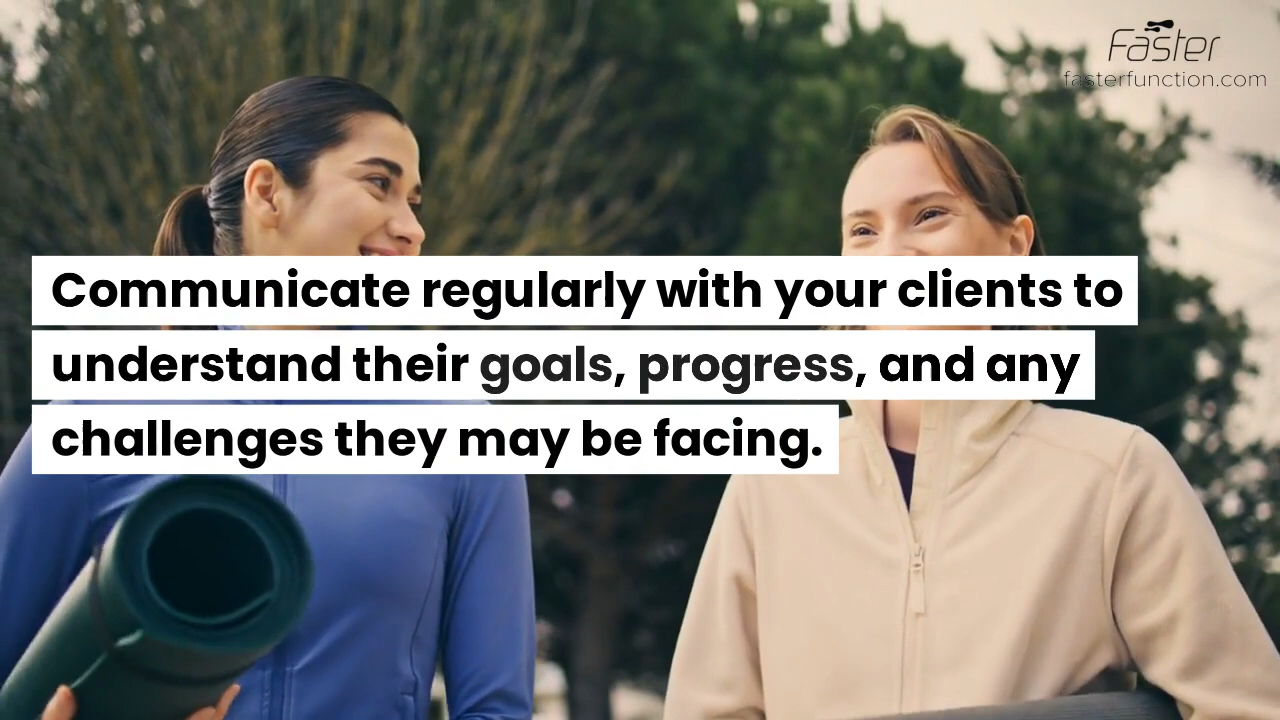 Faster
fasterfunction.com
Communicate regularly with your clients to
understand their goals, progress, and any
challenges they may be facing.